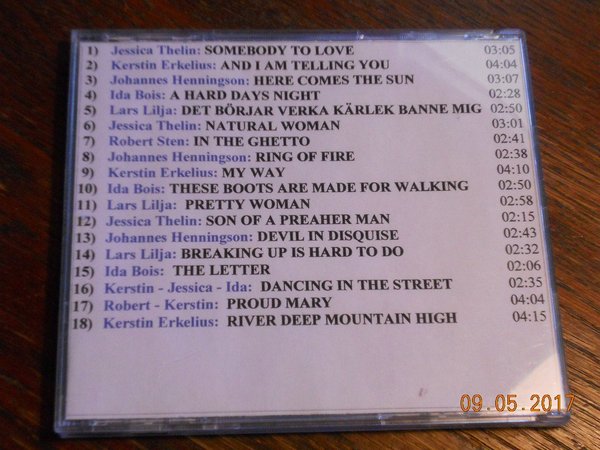 1) Jessica Thelin: SOMEBODY TO LOVE 03:05
2) Kerstin Erkelius: AND I AM TELLING YOU 04:04
3) Johannes Henningson: HERE COMES THE SUN 03:07
4) Ida Bois: A HARD DAYS NIGHT 02:28
5) Lars Lilja: DET BÖRJAR VERKA KÄRLEK BANNE MIG 02:50
6) Jessica Thelin: NATURAL WOMAN 03:01
7) Robert Sten: IN THE GHETTO 02:41
8) Johannes Henningson: RING OF FIRE 02:38
9) Kerstin Erkelius: MY WAY 04:10
10) Ida Bois: THESE BOOTS ARE MADE FOR WALKING 02:50
11) Lars Lilja: PRETTY WOMAN 02:58
12) Jessica Thelin: SON OF A PREAHER MAN 02:15
13) Johannes Henningson: DEVIL IN DISQUISE 02:43
14) Lars Lilja: BREAKING UP IS HARD TO DO 02:32
15) Ida Bois: THE LETTER 02:06
16) Kerstin - Jessica - Ida: DANCING IN THE STREET 02:35
17) Robert - Kerstin: PROUD MARY 04:04
18) Kerstin Erkelius: RIVER DEEP MOUNTAIN HIGH 04:15
09.05.2017